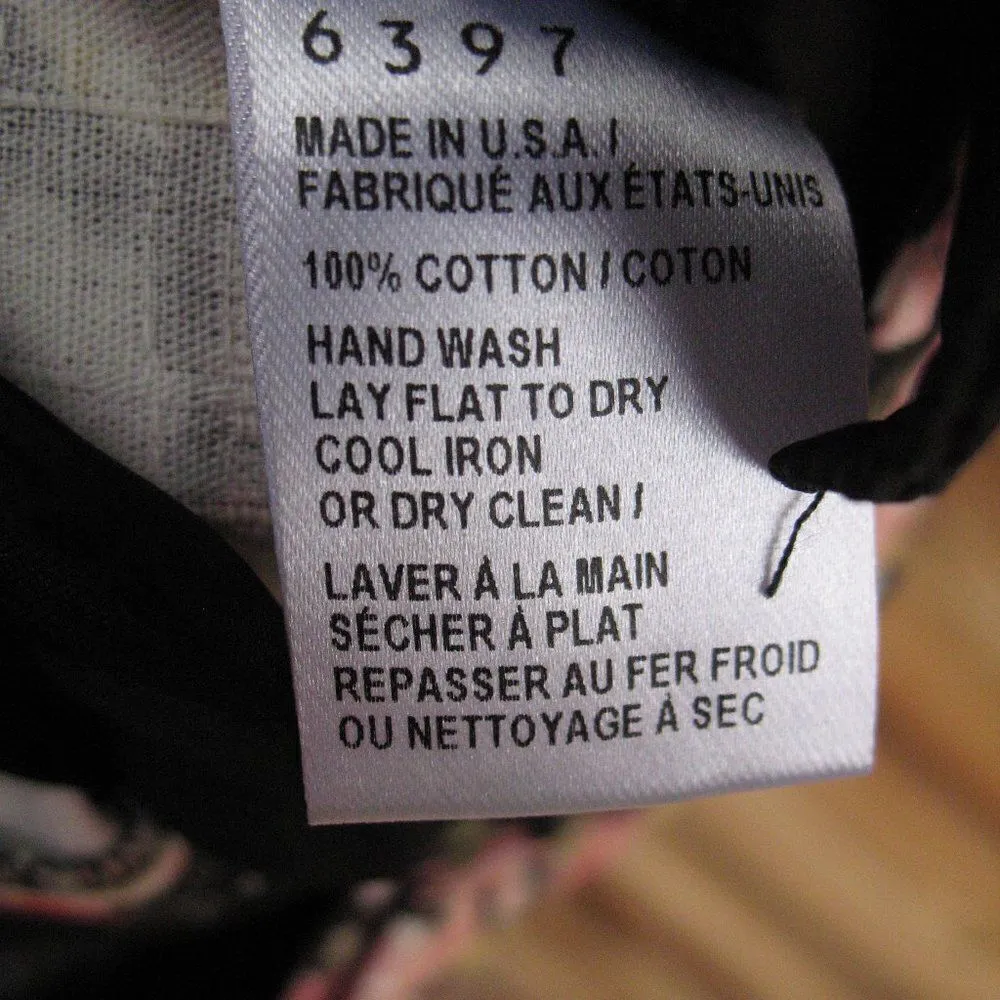 6397
MADE IN U.S.A. /
FABRIQUÉ AUX ÉTATS-UNIS
100% COTTON / COTON
HAND WASH
LAY FLAT TO DRY
COOL IRON
OR DRY CLEAN /
LAVER À LA MAIN
SÉCHER À PLAT
REPASSER AU FER FROID
OU NETTOYAGE À SEC